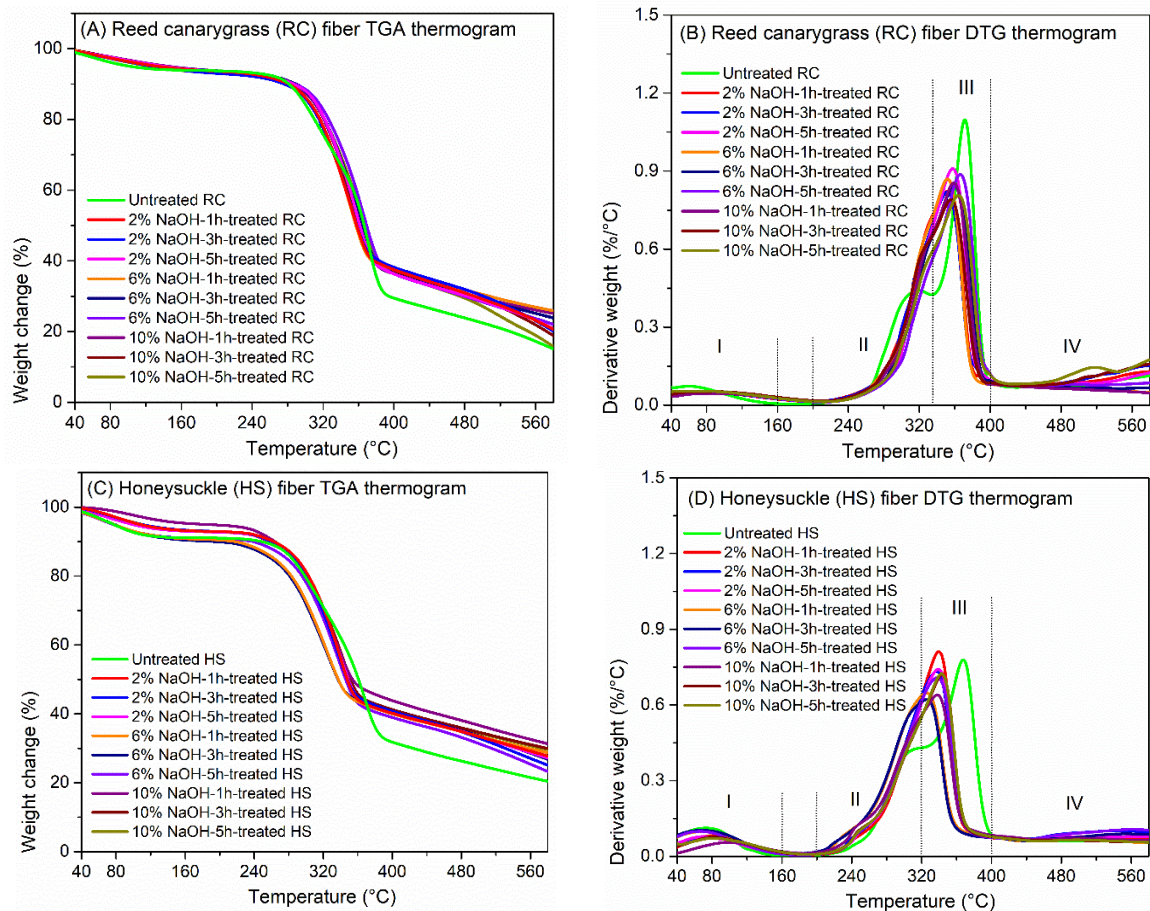 (A) Reed canarygrass (RC) fiber TGA thermogram
Weight change (%)
100
80
60
40
20
0
Untreated RC
2% NaOH-1h-treated RC
2% NaOH-3h-treated RC
2% NaOH-5h-treated RC
6% NaOH-1h-treated RC
6% NaOH-3h-treated RC
6% NaOH-5h-treated RC
10% NaOH-1h-treated RC
10% NaOH-3h-treated RC
10% NaOH-5h-treated RC
40 80 160 240 320 400 480 560
Temperature (°C)
(B) Reed canarygrass (RC) fiber DTG thermogram
Derivative weight (%/°C)
1.5
1.2
0.9
0.6
0.3
0.0
Untreated RC
2% NaOH-1h-treated RC
2% NaOH-3h-treated RC
2% NaOH-5h-treated RC
6% NaOH-1h-treated RC
6% NaOH-3h-treated RC
6% NaOH-5h-treated RC
10% NaOH-1h-treated RC
10% NaOH-3h-treated RC
10% NaOH-5h-treated RC
I II III IV
40 80 160 240 320 400 480 560
Temperature (°C)
(C) Honeysuckle (HS) fiber TGA thermogram
Weight change (%)
100
80
60
40
20
0
Untreated HS
2% NaOH-1h-treated HS
2% NaOH-3h-treated HS
2% NaOH-5h-treated HS
6% NaOH-1h-treated HS
6% NaOH-3h-treated HS
6% NaOH-5h-treated HS
10% NaOH-1h-treated HS
10% NaOH-3h-treated HS
10% NaOH-5h-treated HS
40 80 160 240 320 400 480 560
Temperature (°C)
(D) Honeysuckle (HS) fiber DTG thermogram
Derivative weight (%/°C)
1.5
1.2
0.9
0.6
0.3
0.0
Untreated HS
2% NaOH-1h-treated HS
2% NaOH-3h-treated HS
2% NaOH-5h-treated HS
6% NaOH-1h-treated HS
6% NaOH-3h-treated HS
6% NaOH-5h-treated HS
10% NaOH-1h-treated HS
10% NaOH-3h-treated HS
10% NaOH-5h-treated HS
I II III IV
40 80 160 240 320 400 480 560
Temperature (°C)